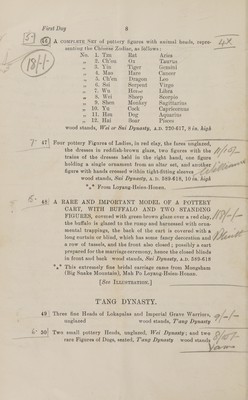 First Day 8
A COMPLETE SET of pottery figures with animal heads, representing the Chinese Zodiac, as follows:
No. 1. Tzu Rat Aries
" 2. Ch'ou Ox Taurus
" 3. Yin Tiger Gemini
" 4. Mao Hare Cancer
" 5. Ch'en Dragon Leo
" 6. Serpent Virgo
" 7. Wu Horse Libra
" 8. Wei Sheep Scorpio
" 9. Shen Monkey Sagittarius
" 10. Yu Cock Capricornus
" 11. Hsu Dog Aquarius
" 12. Hai Boar Pisces
wood stands, Wei or Sui Dynasty, A.D. 220-617, 9 in. high
47 Four pottery Figures of Ladies, in red clay, the faces unglazed,
the dresses in reddish-brown glaze, two figures with the
trains of the dresses held in the right hand, one figure
holding a single ornament from an altar set, and another
figure with hands crossed within tight-fitting sleeves
wood stands, Sui Dynasty, A.D. 589-618, 10 in. high
*** From Loyang-Hsien-Honan.
48 A RARE AND IMPORTANT MODEL OF A POTTERY
CART, WITH BUFFALO AND TWO STANDING
FIGURES, covered with green-brown glaze over a red clay,
the buffalo is glazed to the rump and harnessed with ornamental
trappings, the back of the cart is covered with a
long curtain or blind, which has some fancy decoration and
a row of tassels, and the front also closed; possibly a cart
prepared for the marriage ceremony, hence the closed blinds
in front and back wood stands, Sui Dynasty, A.D. 589-618
*** This extremely fine bridal carriage came from Mangshan
(Big Snake Mountain), Mah Po Loyang-Hsien-Honan.
[See ILLUSTRATION.]
T'ANG DYNASTY.
49 Three fine Heads of Lokapalas and Imperial Grave Warriors,
unglazed wood stands, T'ang Dynasty
50 Two small pottery Heads, unglazed, Wei Dynasty; and two
rare Figures of Dogs, seated, T'ang Dynasty wood stands